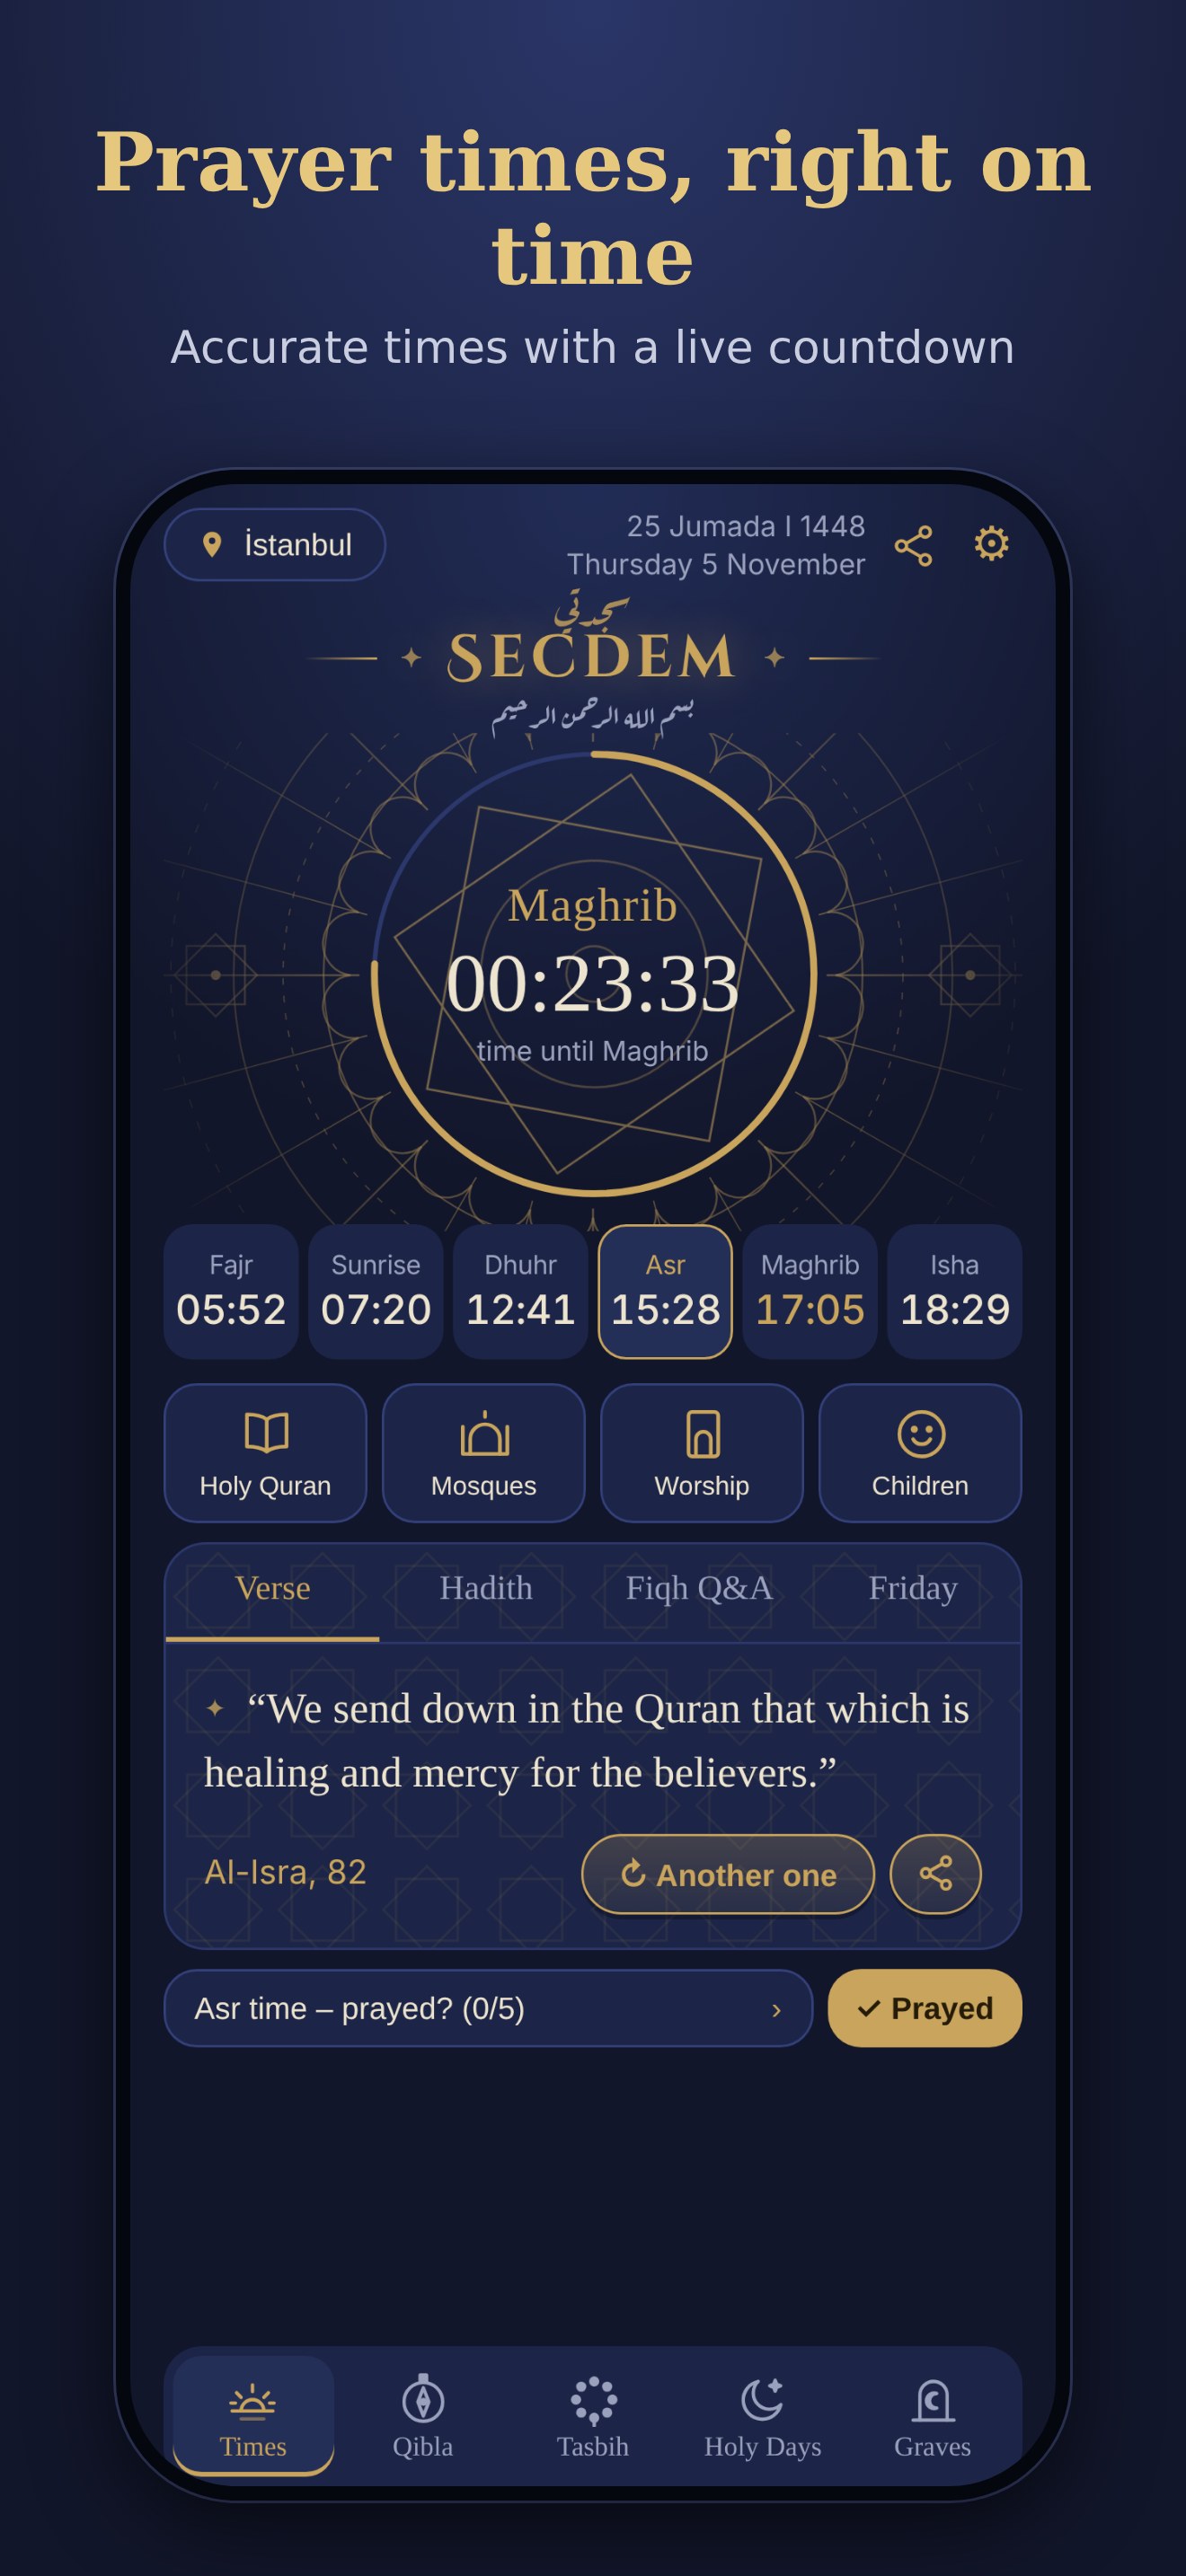 Prayer times, right on
time
Accurate times with a live countdown
İstanbul
25 Jumada I 1448
Thursday 5 November
سجدتي
SECDEM
بسم الله الرحمن الرحيم
Maghrib
00:23:33
time until Maghrib
Fajr Sunrise Dhuhr Asr Maghrib Isha
05:52 07:20 12:41 15:28 17:05 18:29
Holy Quran Mosques Worship Children
Verse Hadith Fiqh Q&A Friday
“We send down in the Quran that which is
healing and mercy for the believers.”
Al-Isra, 82 Another one
Asr time – prayed? (0/5) › Prayed
Times Qibla Tasbih Holy Days Graves